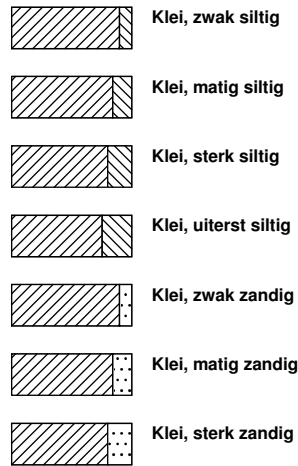 Klei, zwak siltig
Klei, matig siltig
Klei, sterk siltig
Klei, uiterst siltig
Klei, zwak zandig
Klei, matig zandig
Klei, sterk zandig